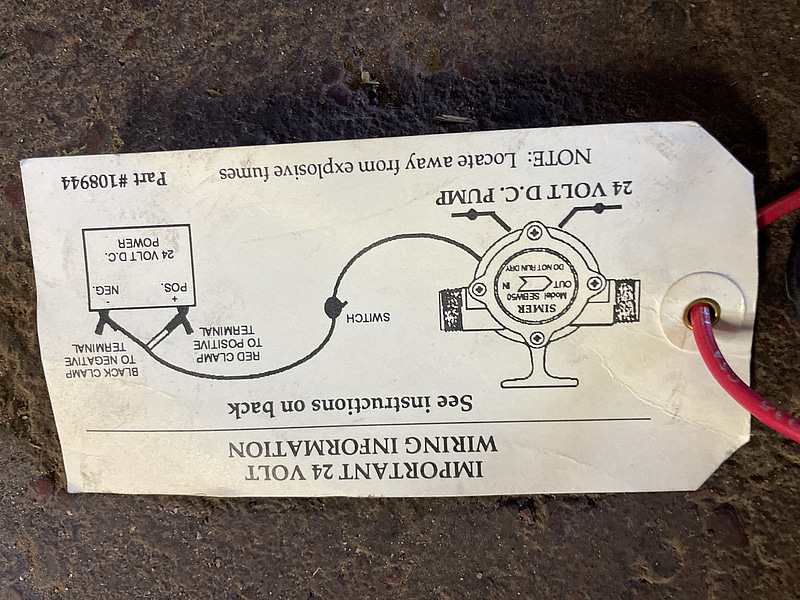 IMPORTANT 24 VOLT
WIRING INFORMATION
See instructions on back
BLACK CLAMP
TO NEGATIVE
TERMINAL
RED CLAMP
TO POSITIVE
TERMINAL
SWITCH
- +
NEG. POS.
24 VOLT D.C.
POWER
SIMER
Model SEBW50
OUT IN
DO NOT RUN DRY
24 VOLT D.C. PUMP
NOTE: Locate away from explosive fumes
Part #108944